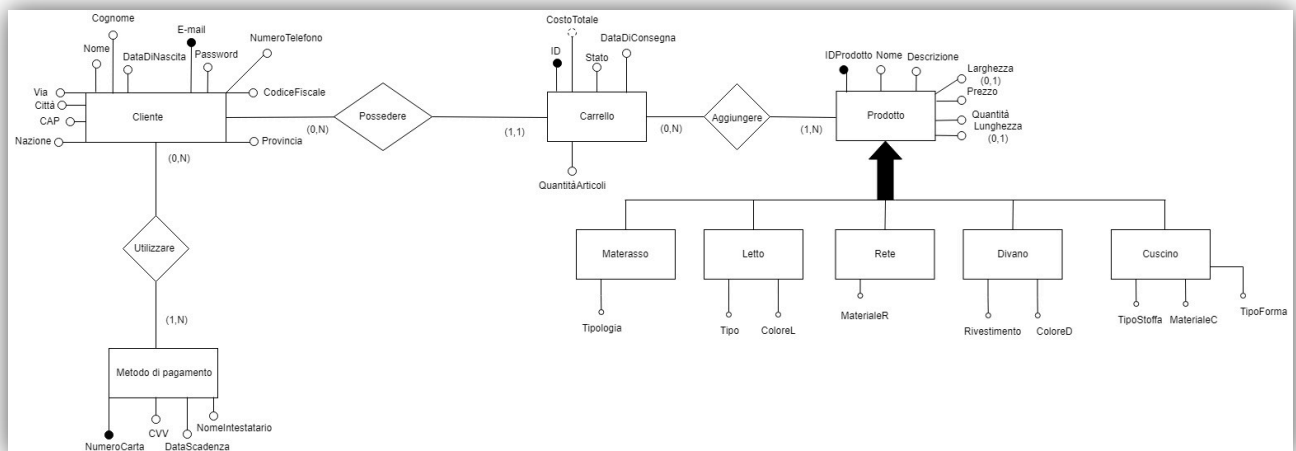 CostoTotale
Cognome
E-mail
NumeroTelefono
DataDiConsegna
Nome
DataDiNascita
Password
ID
Stato
IDProdotto
Nome
Descrizione
Larghezza
(0,1)
Prezzo
Via
Città
CAP
Nazione
Cliente
CodiceFiscale
Provincia
(0,N)
Possedere
(1,1)
Carrello
(0,N)
Aggiungere
(1,N)
Prodotto
Quantità
Lunghezza
(0,1)
(0,N)
QuantitàArticoli
Utilizzare
Materasso
Letto
Rete
Divano
Cuscino
Tipologia
Tipo
ColoreL
MaterialeR
Rivestimento
ColoreD
TipoStoffa
MaterialeC
TipoForma
(1,N)
Metodo di pagamento
NumeroCarta
CVV
DataScadenza
NomeIntestatario